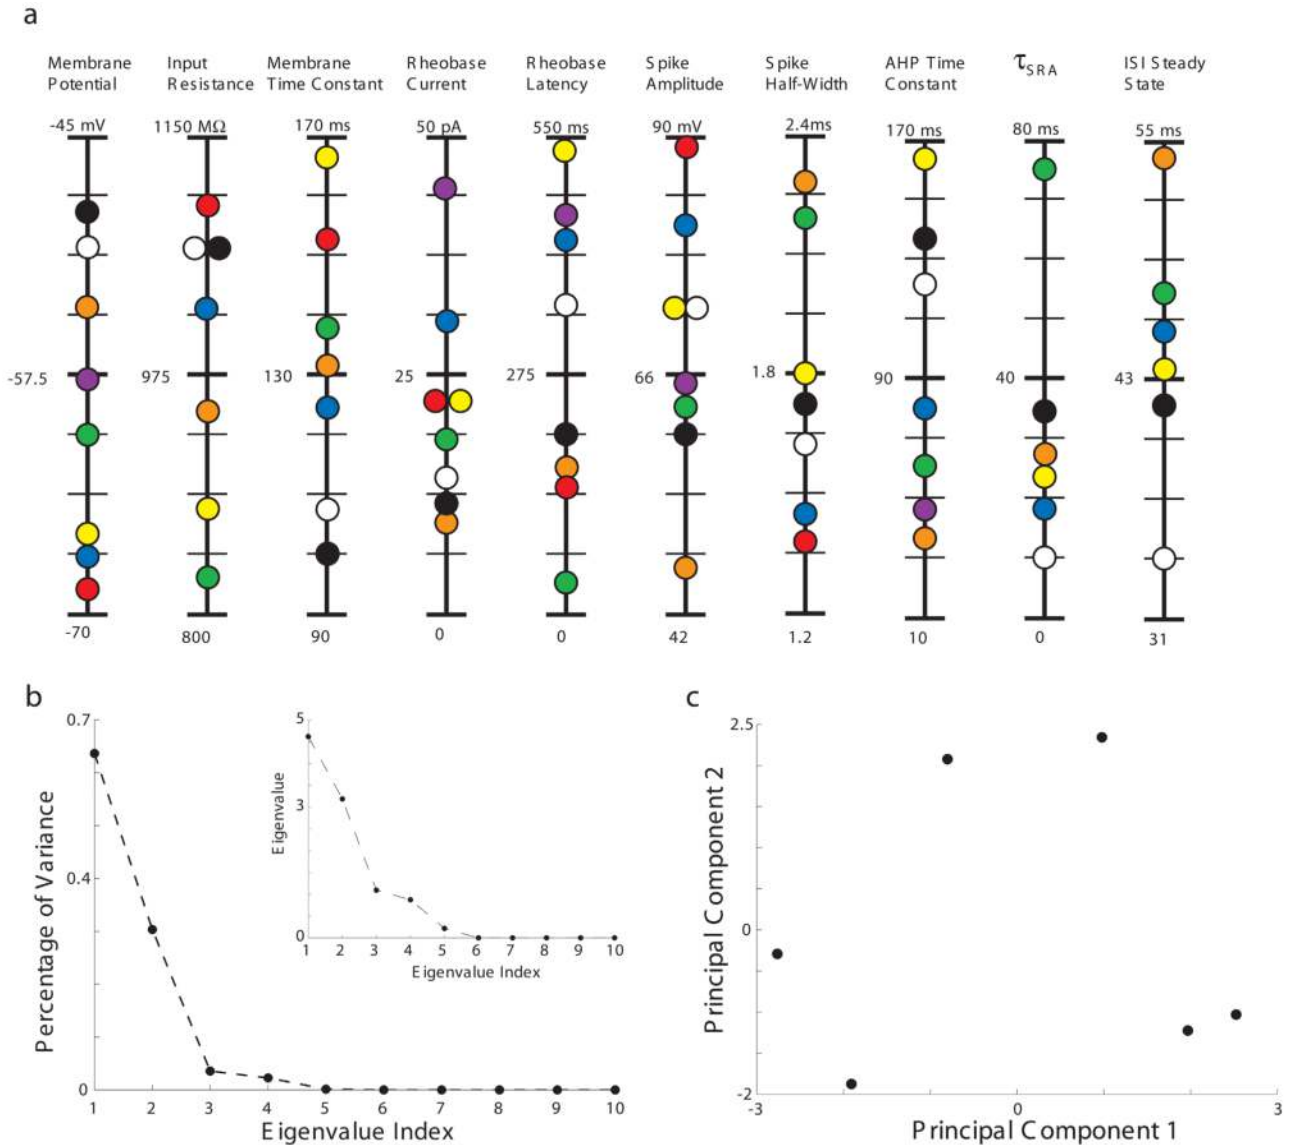 a
Membrane Potential
Input Resistance
Membrane Time Constant
Rheobase Current
Rheobase Latency
Spike Amplitude
Spike Half-Width
AHP Time Constant
τSRA
ISI Steady State
-45 mV
1150 MΩ
170 ms
50 pA
550 ms
90 mV
2.4ms
170 ms
80 ms
55 ms
-57.5
975
130
25
275
66
1.8
90
40
43
-70
800
90
0
0
42
1.2
10
0
31
b
0.7
0.4
0
Percentage of Variance
1 2 3 4 5 6 7 8 9 10
Eigenvalue Index
5
3
0
Eigenvalue
1 2 3 4 5 6 7 8 9 10
Eigenvalue Index
c
2.5
0
-2
Principal Component 2
-3 0 3
Principal Component 1